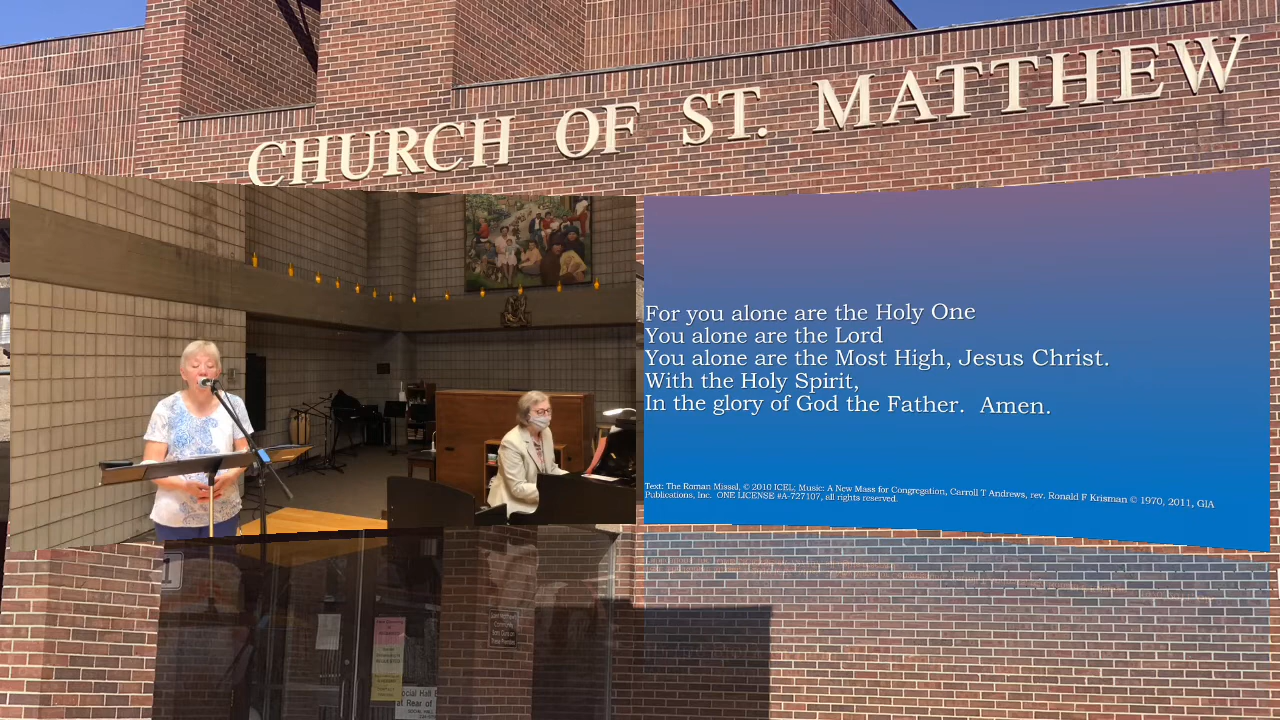 CHURCH OF ST. MATTHEW
For you alone are the Holy One
You alone are the Lord
You alone are the Most High, Jesus Christ.
With the Holy Spirit,
In the glory of God the Father. Amen.
Text: The Roman Missal, © 2010 ICEL; Music: A New Mass for Congregation, Carroll T Andrews, rev. Ronald F Krisman © 1970, 2011, GIA
Publications, Inc. ONE LICENSE #A-727107, all rights reserved.
1
ocial Hall
at Rear of
SOCIAL HALL